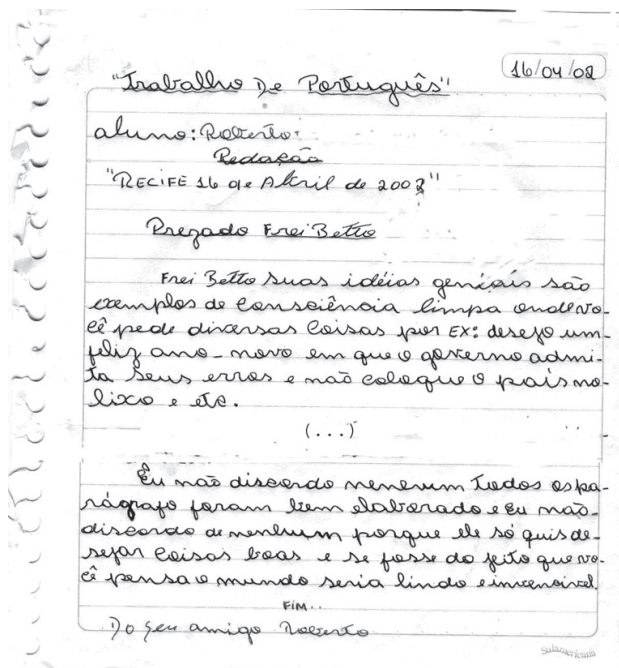 16/04/02
"Trabalho De Português"
aluno: Roberto.
Redação
"RECIFE 16 de Abril de 2002"
Prezado Frei Betto
Frei Betto suas idéias geniais são
exemplos de consciência limpa onde vo-
cê pede diversas coisas por EX: desejo um
feliz ano-novo em que o governo admi-
ta seus erros e não coloque o país no
lixo e etc.
(...)
Eu não discordo nenhum Todos os pa-
rágrafo foram bem elaborado e Eu não
discordo de nenhum porque ele só quis de-
sejar coisas boas e se fosse do jeito que vo-
cê pensa o mundo seria lindo e invencível.
FIM..
Do seu amigo Roberto
Sulamericana